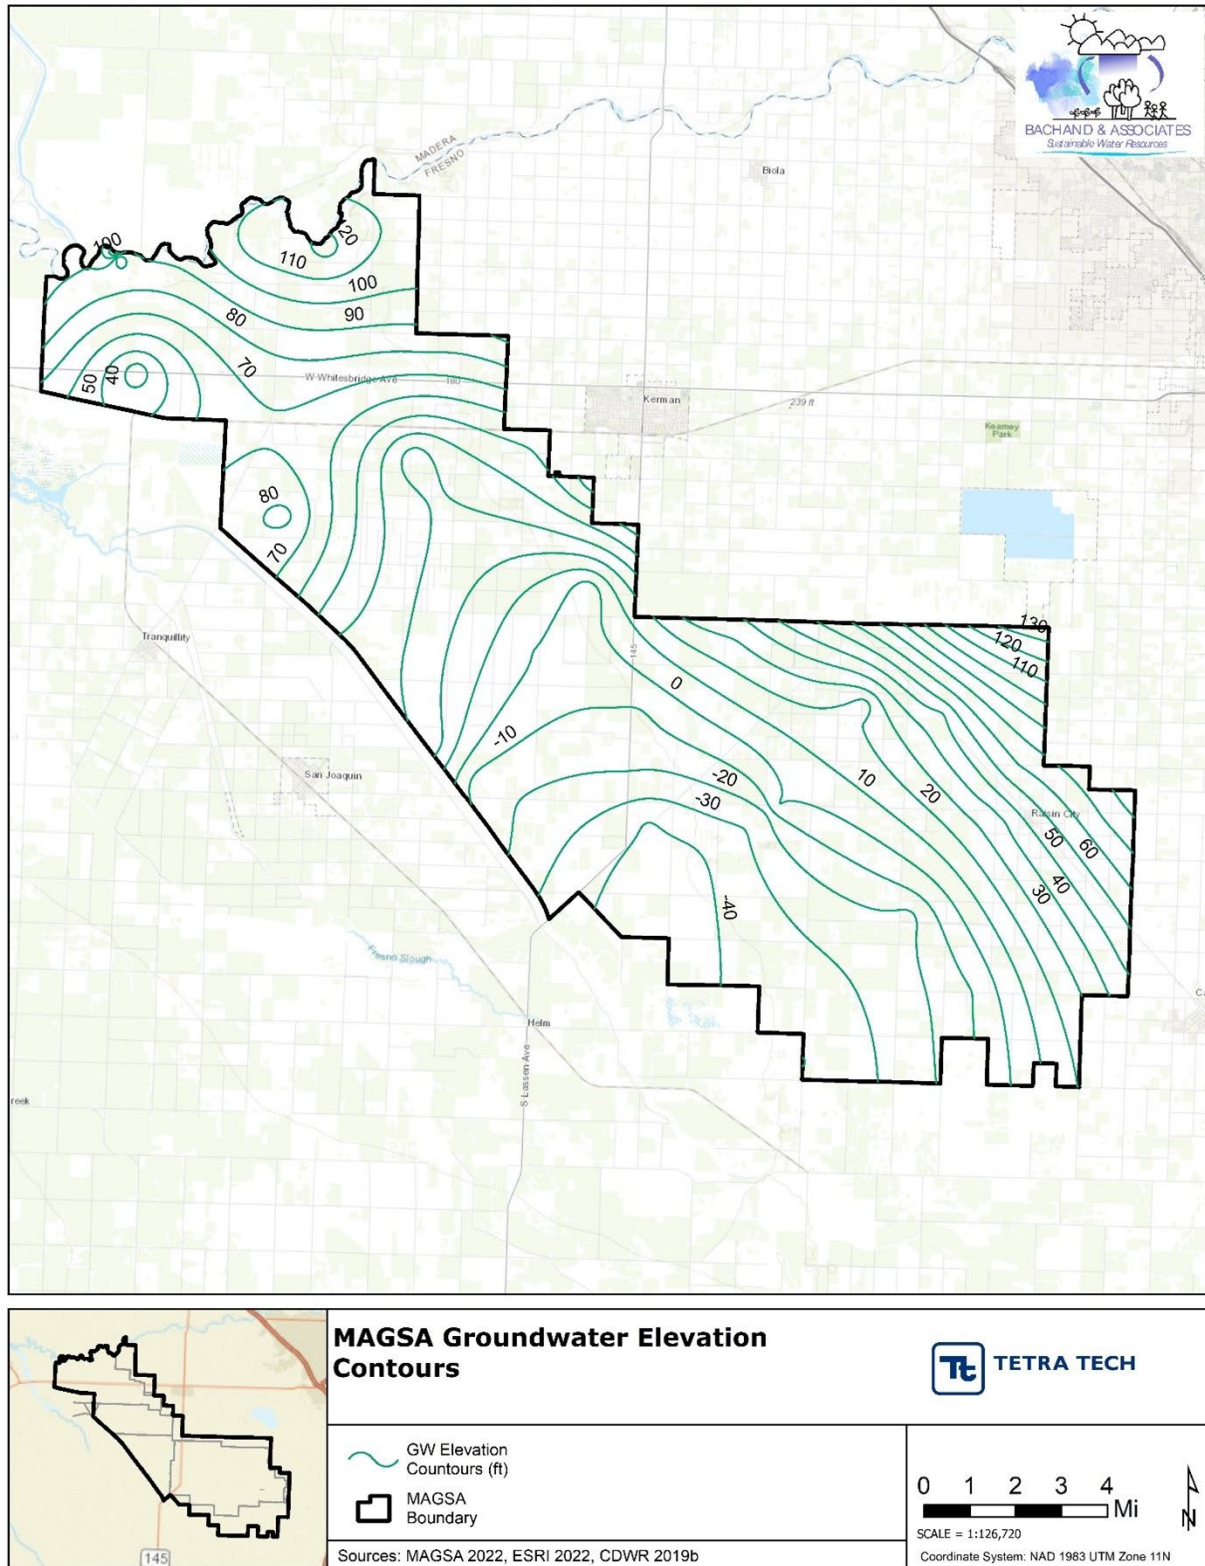 BACHAND & ASSOCIATES
Sustainable Water Resources
MADERA
FRESNO
Biola
100
120
110
100
80
90
70
50
40
W-Whitesbridge Ave
180
Kerman
239 ft
Kearney
Park
80
70
Tranquillity
145
130
120
110
0
-10
San Joaquin
-20
10
20
-30
Raisin City
50
60
40
30
-40
Fresno Slough
Helm
S Lassen Ave
reek
MAGSA Groundwater Elevation
Contours
TETRA TECH
GW Elevation
Countours (ft)
MAGSA
Boundary
0 1 2 3 4
Mi
N
SCALE = 1:126,720
145
Sources: MAGSA 2022, ESRI 2022, CDWR 2019b
Coordinate System: NAD 1983 UTM Zone 11N